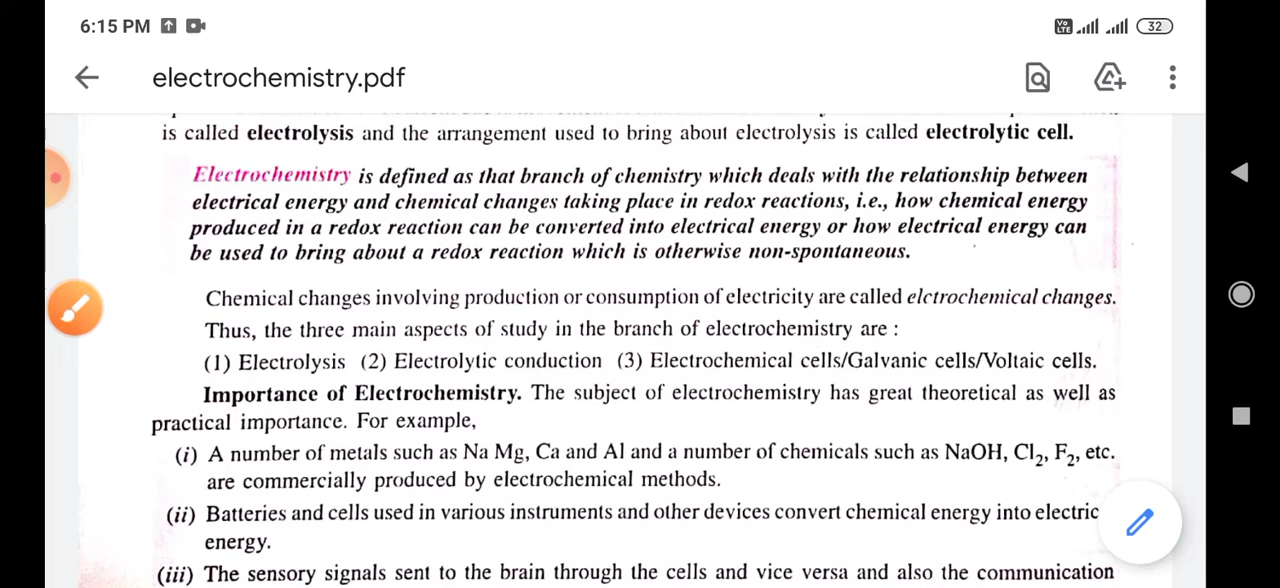 6:15 PM
Vo LTE 32
electrochemistry.pdf
is called electrolysis and the arrangement used to bring about electrolysis is called electrolytic cell.
Electrochemistry is defined as that branch of chemistry which deals with the relationship between
electrical energy and chemical changes taking place in redox reactions, i.e., how chemical energy
produced in a redox reaction can be converted into electrical energy or how electrical energy can
be used to bring about a redox reaction which is otherwise non-spontaneous.
Chemical changes involving production or consumption of electricity are called elctrochemical changes.
Thus, the three main aspects of study in the branch of electrochemistry are :
(1) Electrolysis (2) Electrolytic conduction (3) Electrochemical cells/Galvanic cells/Voltaic cells.
Importance of Electrochemistry. The subject of electrochemistry has great theoretical as well as
practical importance. For example,
(i) A number of metals such as Na Mg, Ca and Al and a number of chemicals such as NaOH, Cl₂, F₂, etc.
are commercially produced by electrochemical methods.
(ii) Batteries and cells used in various instruments and other devices convert chemical energy into electric
energy.
(iii) The sensory signals sent to the brain through the cells and vice versa and also the communication